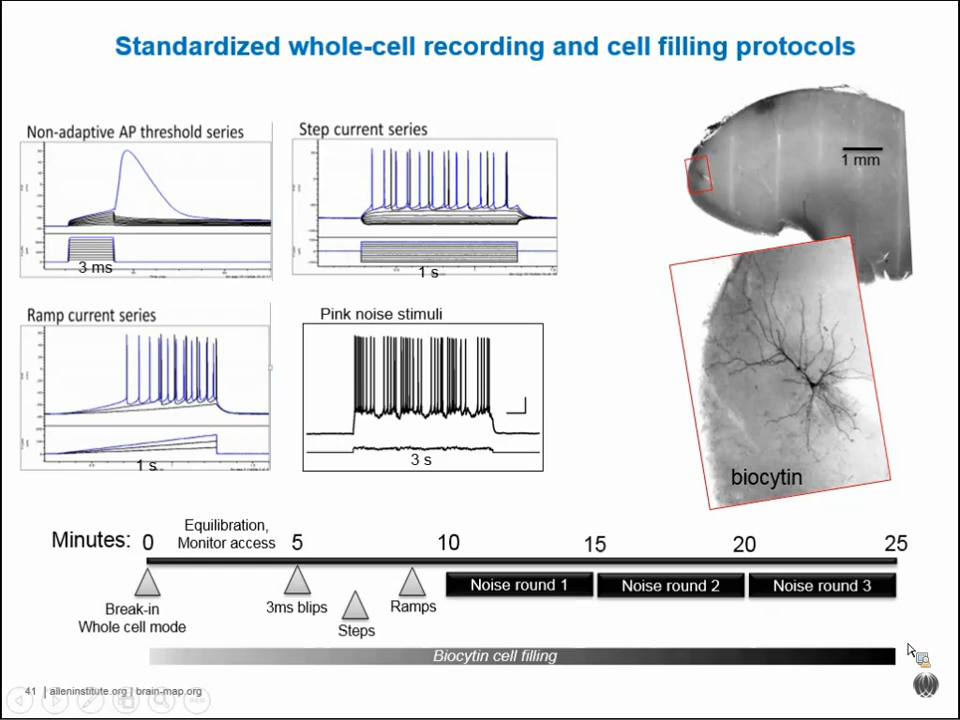 Standardized whole-cell recording and cell filling protocols
Non-adaptive AP threshold series
3 ms
Step current series
1 s
1 mm
Ramp current series
1 s
Pink noise stimuli
3 s
biocytin
Minutes: 0 5 10 15 20 25
Equilibration,
Monitor access
Break-in
Whole cell mode
3ms blips
Steps
Ramps
Noise round 1
Noise round 2
Noise round 3
Biocytin cell filling
41 | alleninstitute.org | brain-map.org